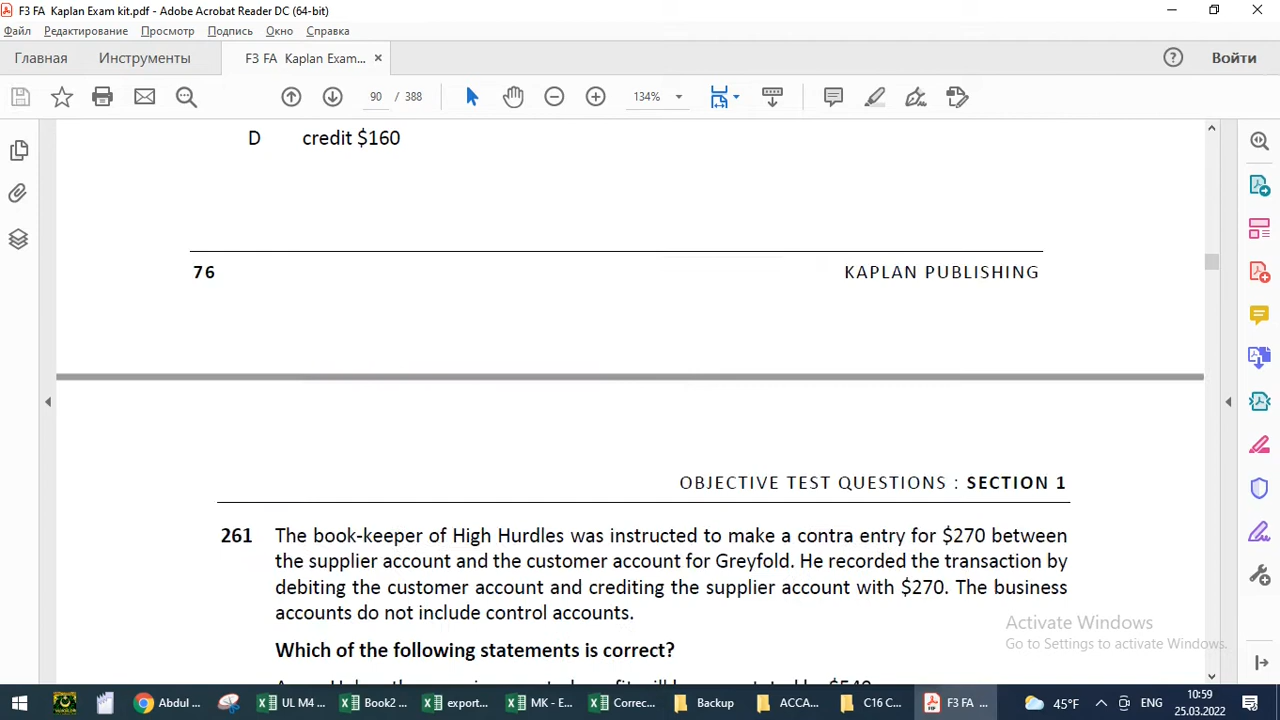 F3 FA  Kaplan Exam kit.pdf - Adobe Acrobat Reader DC (64-bit)
Файл Редактирование Просмотр Подпись Окно Справка
Главная Инструменты F3 FA  Kaplan Exam... × Войти
90 / 388 134%
D credit $160
76 KAPLAN PUBLISHING
OBJECTIVE TEST QUESTIONS : SECTION 1
261 The book-keeper of High Hurdles was instructed to make a contra entry for $270 between
the supplier account and the customer account for Greyfold. He recorded the transaction by
debiting the customer account and crediting the supplier account with $270. The business
accounts do not include control accounts.
Which of the following statements is correct?
Activate Windows
Go to Settings to activate Windows.
Abdul ... UL M4 ... Book2 ... export... MK - E... Correc... Backup ACCA... C16 C... F3 FA ... 45°F ENG 10:59
25.03.2022